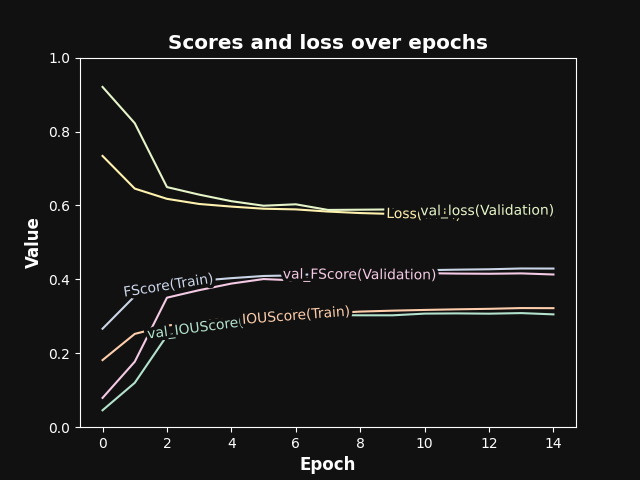 Scores and loss over epochs
1.0
0.8
0.6
0.4
0.2
0.0
Value
val_loss(Validation)
FScore(Train)
val_FScore(Validation)
IOUScore(Train)
val_IOUScore(
0
2
4
6
8
10
12
14
Epoch